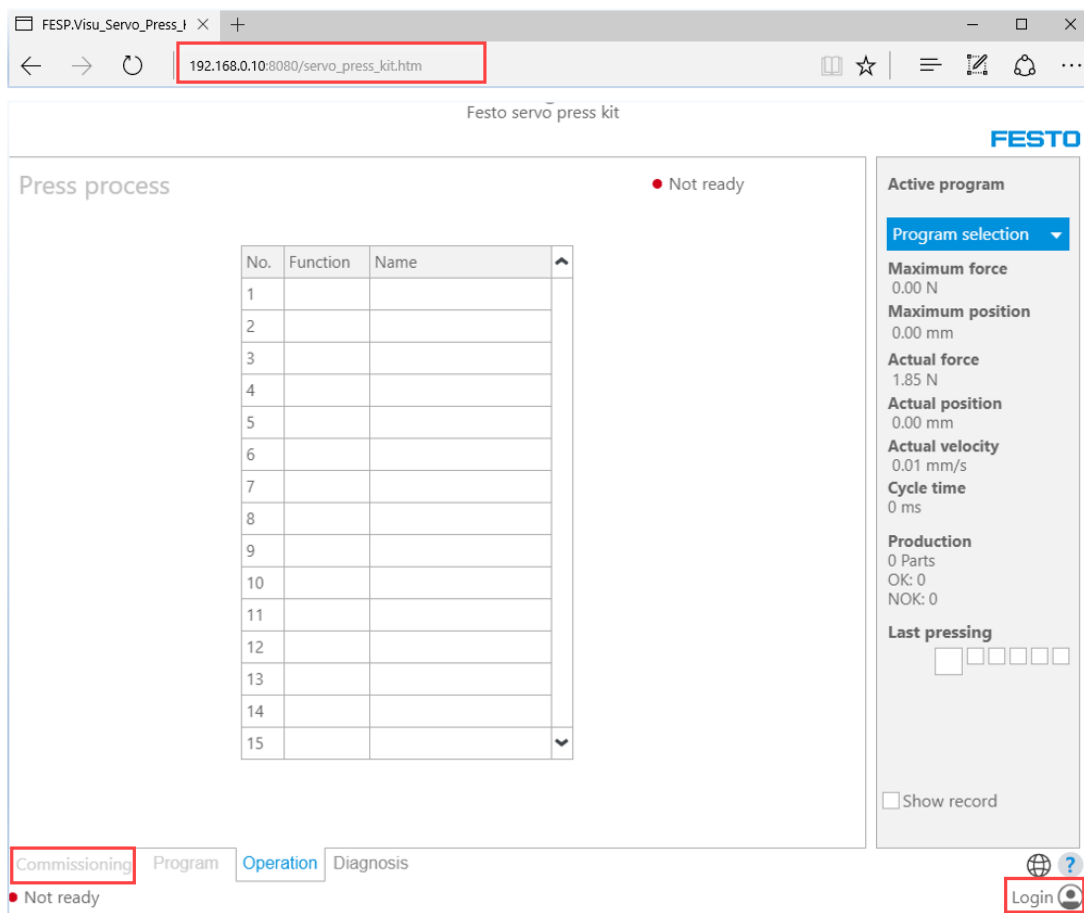 FESP.Visu_Servo_Press_
192.168.0.10:8080/servo_press_kit.htm
Festo servo press kit
FESTO
Press process
Not ready
No. Function Name
1
2
3
4
5
6
7
8
9
10
11
12
13
14
15
Active program
Program selection
Maximum force
0.00 N
Maximum position
0.00 mm
Actual force
1.85 N
Actual position
0.00 mm
Actual velocity
0.01 mm/s
Cycle time
0 ms
Production
0 Parts
OK: 0
NOK: 0
Last pressing
Show record
Commissioning Program Operation Diagnosis
?
Not ready
Login